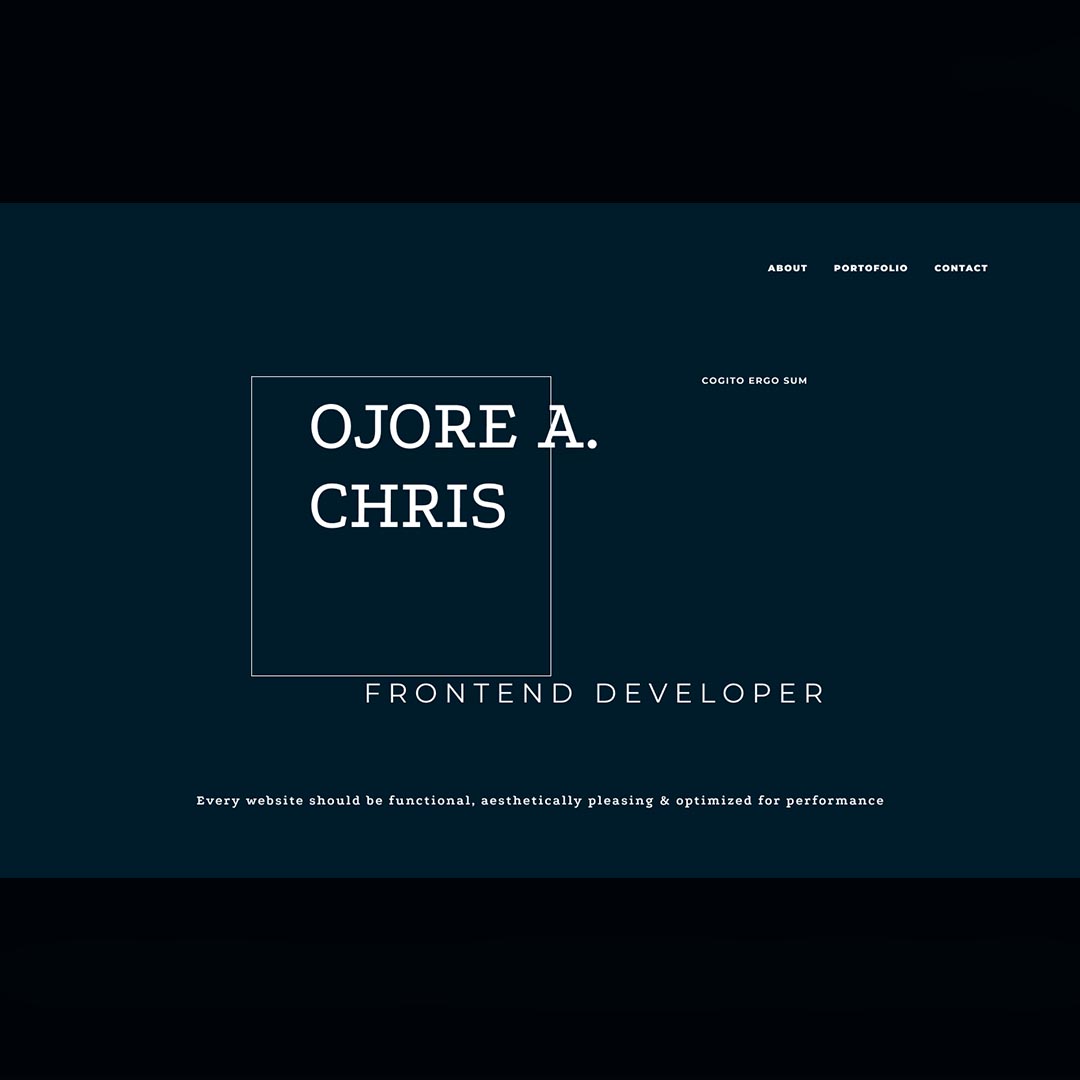 ABOUT PORTOFOLIO CONTACT
COGITO ERGO SUM
OJORE A.
CHRIS
FRONTEND DEVELOPER
Every website should be functional, aesthetically pleasing & optimized for performance